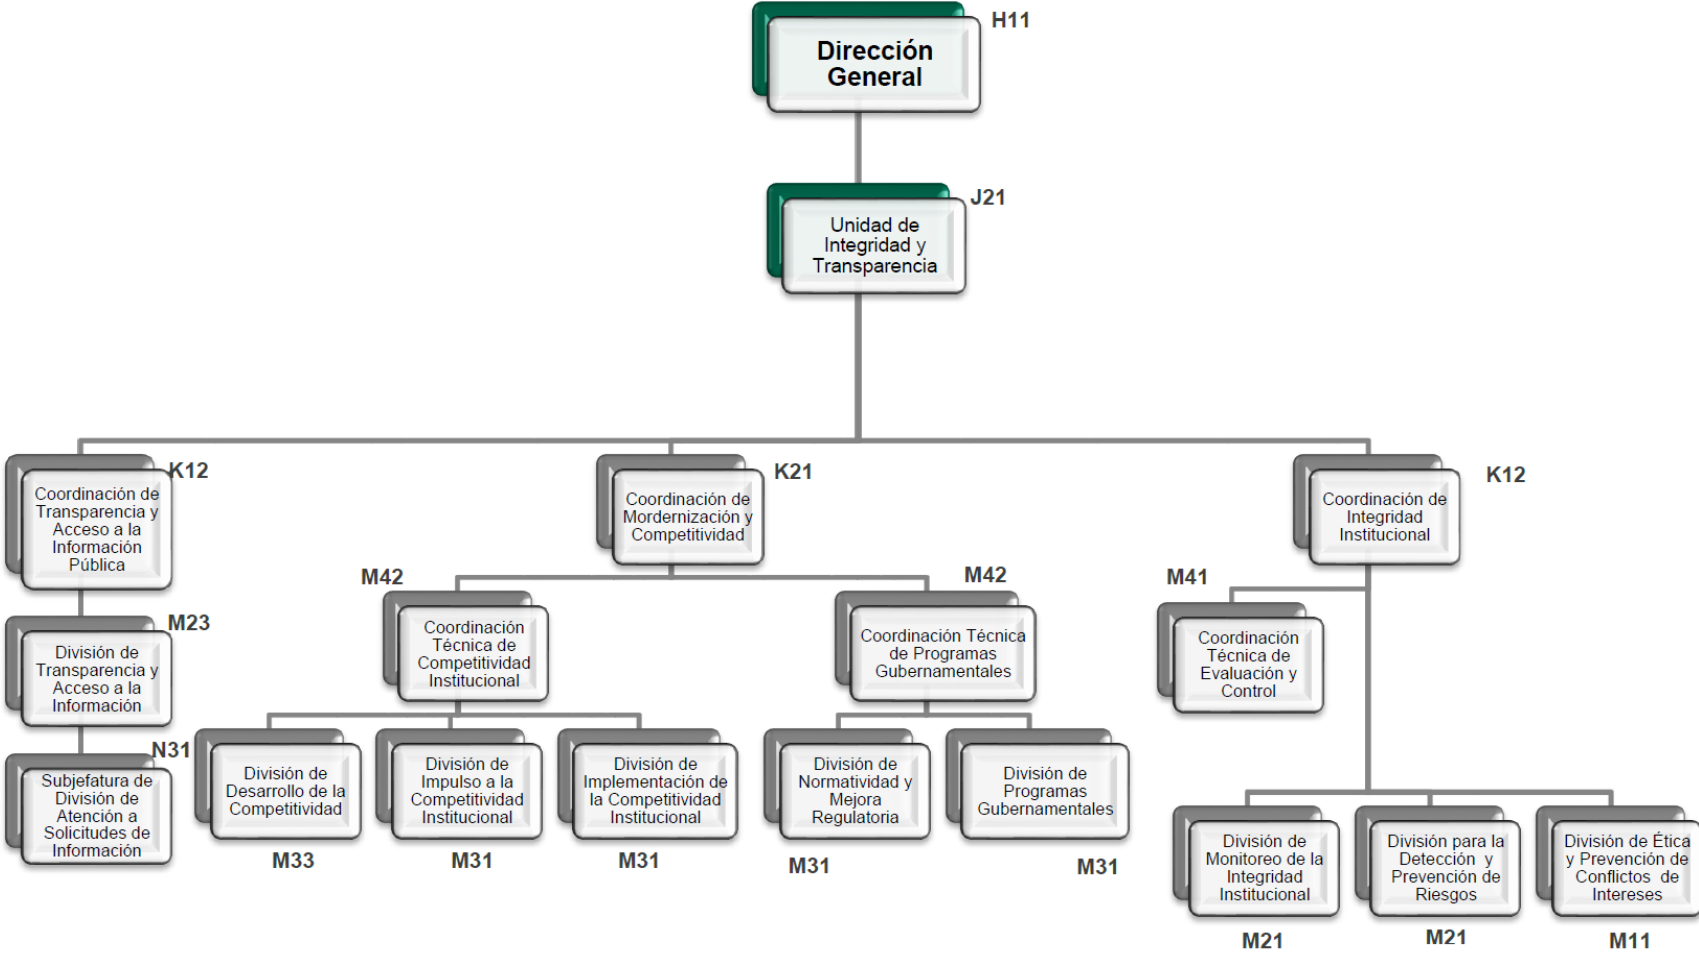 H11
Dirección
General
J21
Unidad de
Integridad y
Transparencia
K12
Coordinación de
Transparencia y
Acceso a la
Información
Pública
K21
Coordinación de
Mordernización y
Competitividad
K12
Coordinación de
Integridad
Institucional
M23
División de
Transparencia y
Acceso a la
Información
M42
Coordinación
Técnica de
Competitividad
Institucional
M42
Coordinación Técnica
de Programas
Gubernamentales
M41
Coordinación
Técnica de
Evaluación y
Control
N31
Subjefatura de
División de
Atención a
Solicitudes de
Información
División de
Desarrollo de la
Competitividad
M33
División de
Impulso a la
Competitividad
Institucional
M31
División de
Implementación de
la Competitividad
Institucional
M31
División de
Normatividad y
Mejora
Regulatoria
M31
División de
Programas
Gubernamentales
M31
División de
Monitoreo de la
Integridad
Institucional
M21
División para la
Detección y
Prevención de
Riesgos
M21
División de Ética
y Prevención de
Conflictos de
Intereses
M11